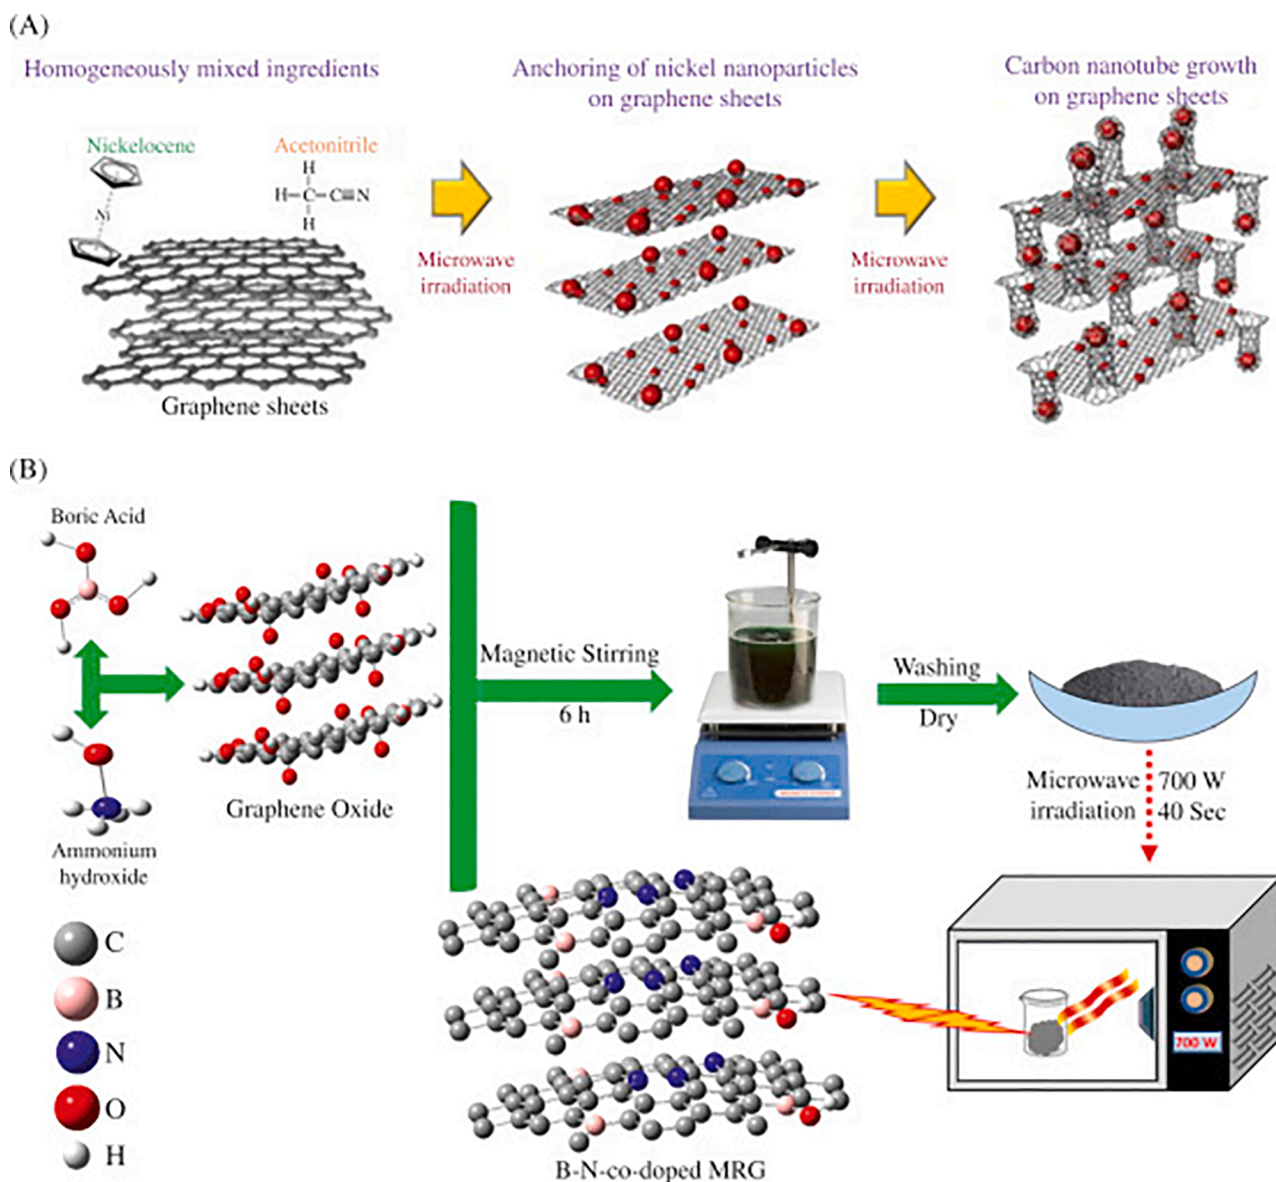 (A)
Homogeneously mixed ingredients
Anchoring of nickel nanoparticles
on graphene sheets
Carbon nanotube growth
on graphene sheets
Nickelocene
Acetonitrile
Ni
H
H–C–C≡N
H
Microwave
irradiation
Microwave
irradiation
Graphene sheets
(B)
Boric Acid
Magnetic Stirring
6 h
Washing
Dry
Graphene Oxide
Microwave
irradiation
700 W
40 Sec
Ammonium
hydroxide
C
B
N
O
H
700 W
B-N-co-doped MRG